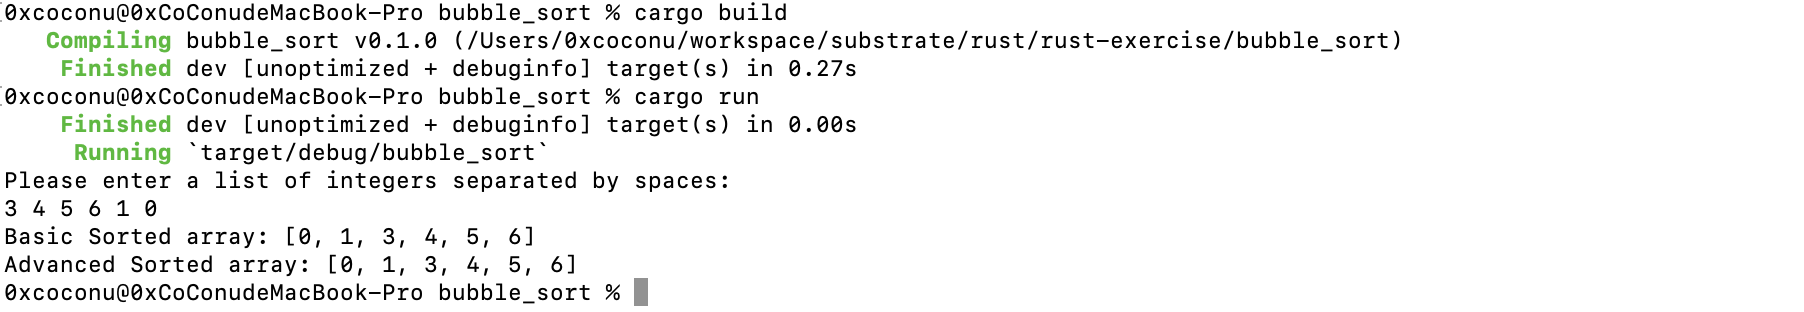 0xcoconu@0xCoConudeMacBook-Pro bubble_sort % cargo build
Compiling bubble_sort v0.1.0 (/Users/0xcoconu/workspace/substrate/rust/rust-exercise/bubble_sort)
Finished dev [unoptimized + debuginfo] target(s) in 0.27s
0xcoconu@0xCoConudeMacBook-Pro bubble_sort % cargo run
Finished dev [unoptimized + debuginfo] target(s) in 0.00s
Running `target/debug/bubble_sort`
Please enter a list of integers separated by spaces:
3 4 5 6 1 0
Basic Sorted array: [0, 1, 3, 4, 5, 6]
Advanced Sorted array: [0, 1, 3, 4, 5, 6]
0xcoconu@0xCoConudeMacBook-Pro bubble_sort %